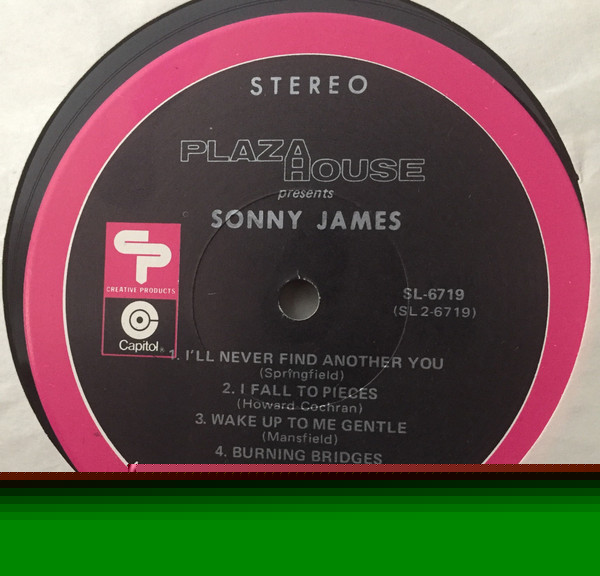 STEREO
PLAZA
HOUSE
presents
SONNY JAMES
CP
CREATIVE PRODUCTS
Capitol®
SL-6719
(SL 2-6719)
1. I'LL NEVER FIND ANOTHER YOU
(Springfield)
2. I FALL TO PIECES
(Howard Cochran)
3. WAKE UP TO ME GENTLE
(Mansfield)
4. BURNING BRIDGES